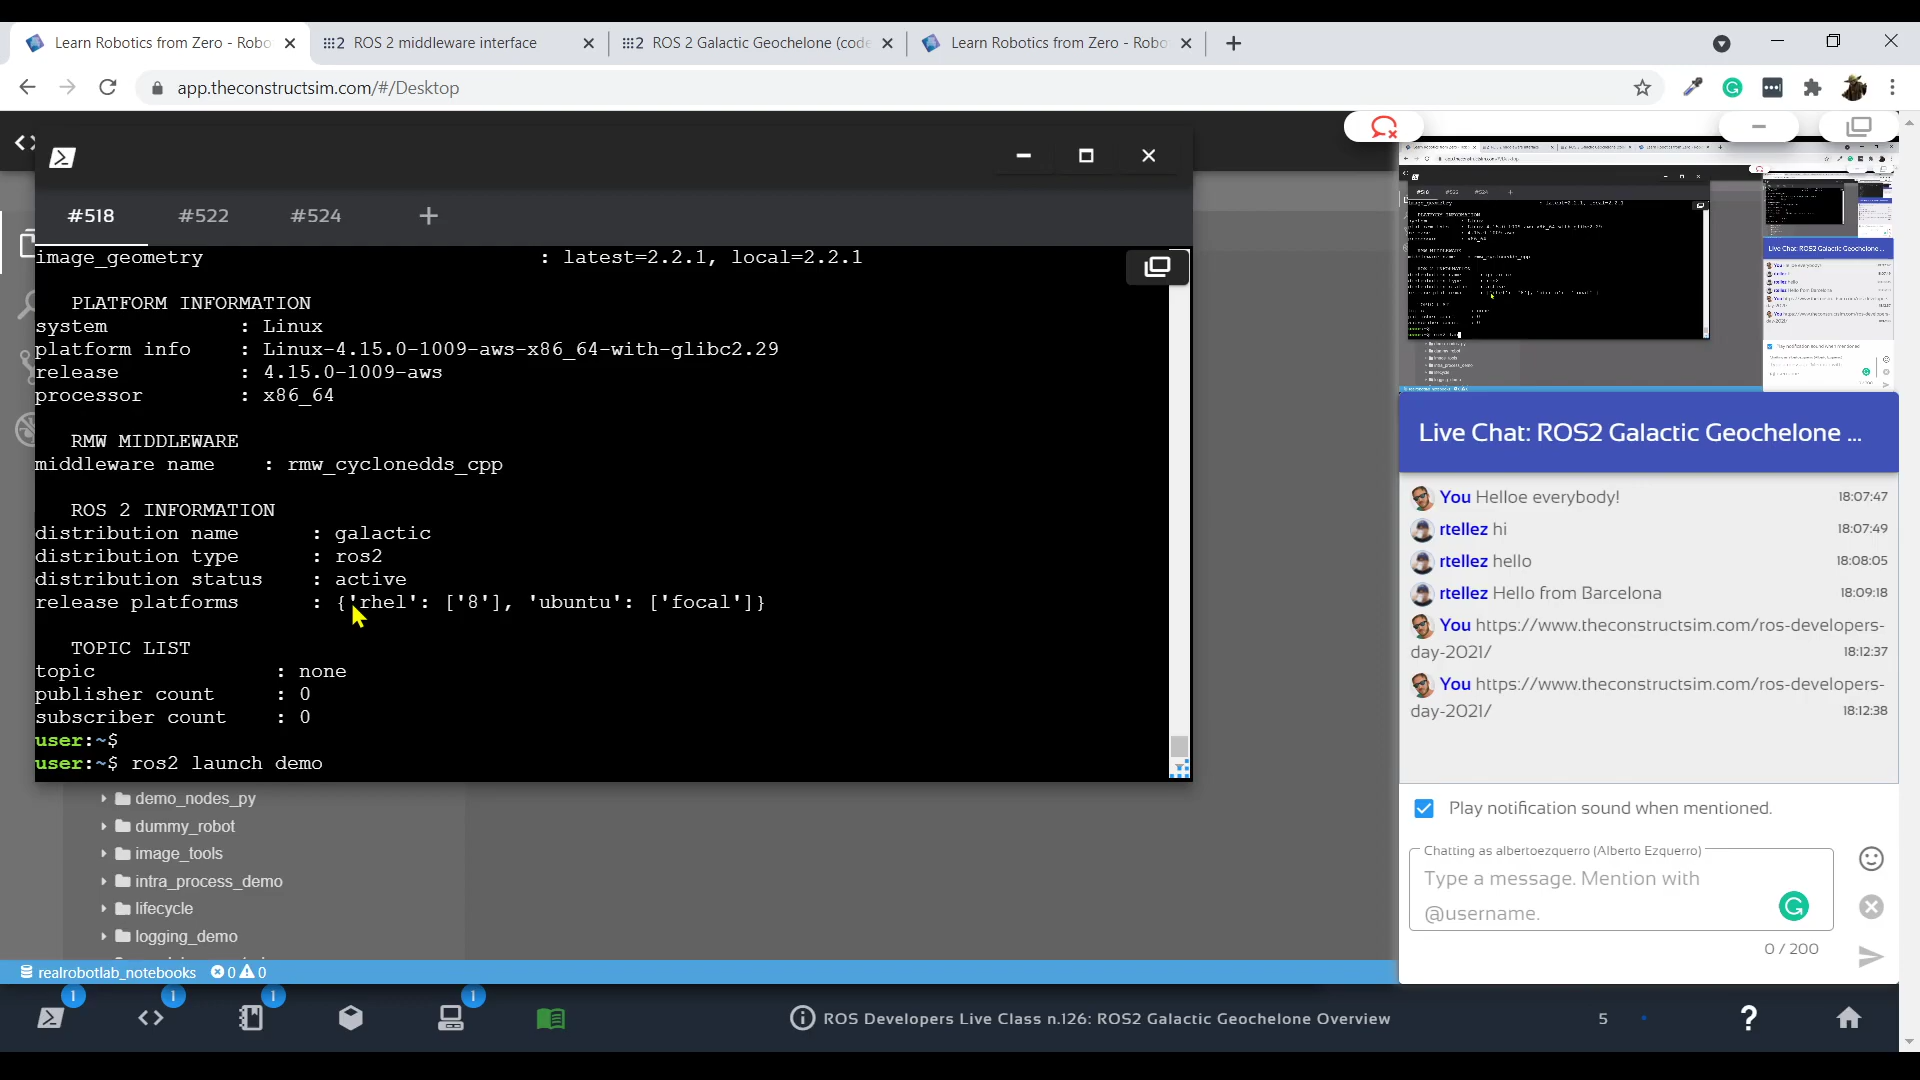 Learn Robotics from Zero - Robo
ROS 2 middleware interface
ROS 2 Galactic Geochelone (code
Learn Robotics from Zero - Robo
app.theconstructsim.com/#/Desktop
#518 #522 #524
image_geometry : latest=2.2.1, local=2.2.1
PLATFORM INFORMATION
system : Linux
platform info : Linux-4.15.0-1009-aws-x86_64-with-glibc2.29
release : 4.15.0-1009-aws
processor : x86_64
RMW MIDDLEWARE
middleware name : rmw_cyclonedds_cpp
ROS 2 INFORMATION
distribution name : galactic
distribution type : ros2
distribution status : active
release platforms : {'rhel': ['8'], 'ubuntu': ['focal']}
TOPIC LIST
topic : none
publisher count : 0
subscriber count : 0
user:~$
user:~$ ros2 launch demo
demo_nodes_py
dummy_robot
image_tools
intra_process_demo
lifecycle
logging_demo
realrobotlab_notebooks 0 0
Live Chat: ROS2 Galactic Geochelone ...
You Helloe everybody! 18:07:47
rtellez hi 18:07:49
rtellez hello 18:08:05
rtellez Hello from Barcelona 18:09:18
You https://www.theconstructsim.com/ros-developers-
day-2021/ 18:12:37
You https://www.theconstructsim.com/ros-developers-
day-2021/ 18:12:38
Play notification sound when mentioned.
Chatting as albertoezquerro (Alberto Ezquerro)
Type a message. Mention with
@username.
0 / 200
1 1 1 1
ROS Developers Live Class n.126: ROS2 Galactic Geochelone Overview
5